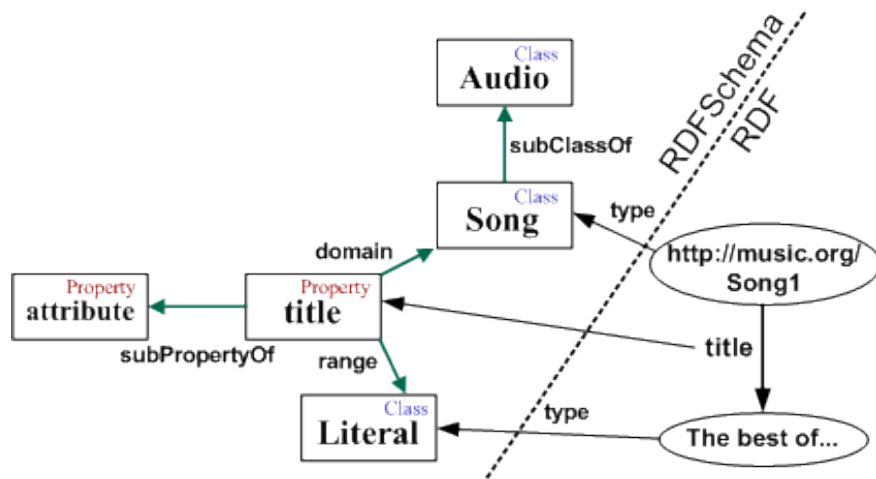 Class
Audio
subClassOf
RDFSchema
RDF
Class
Song
type
http://music.org/
Song1
domain
Property
attribute
Property
title
title
subPropertyOf
range
Class
Literal
type
The best of...